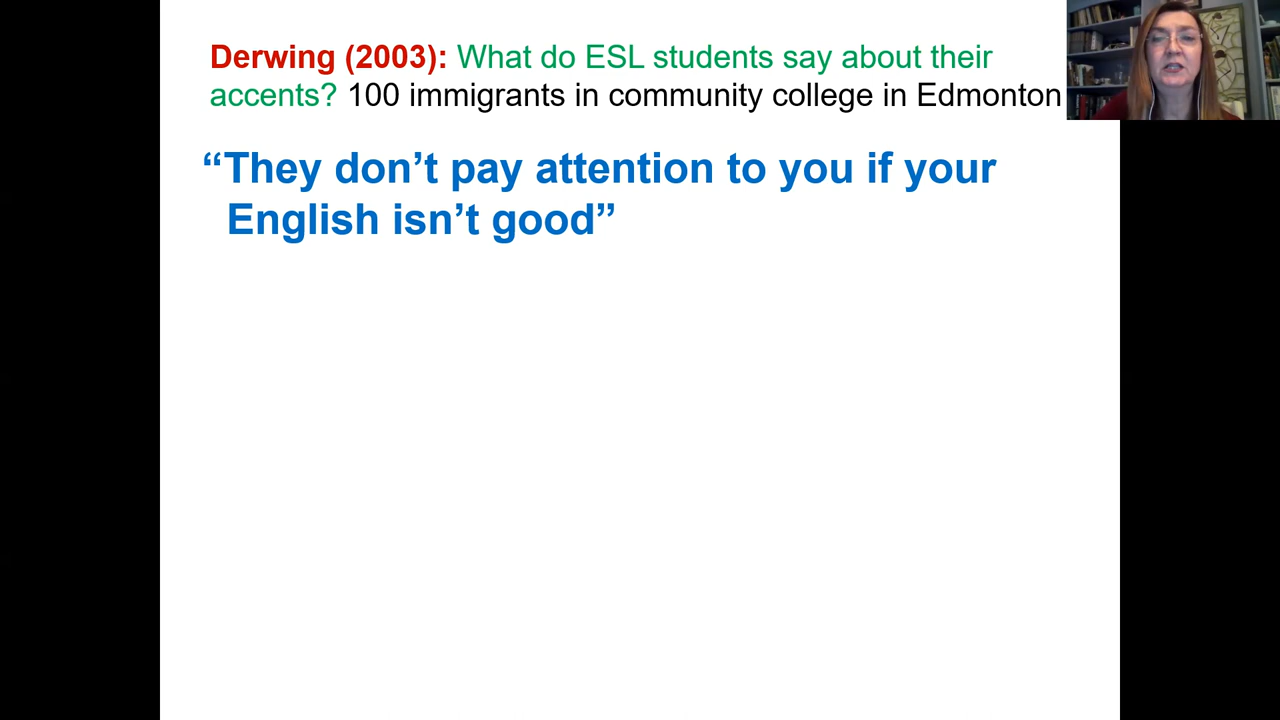 Derwing (2003): What do ESL students say about their
accents? 100 immigrants in community college in Edmonton
“They don’t pay attention to you if your
English isn’t good”